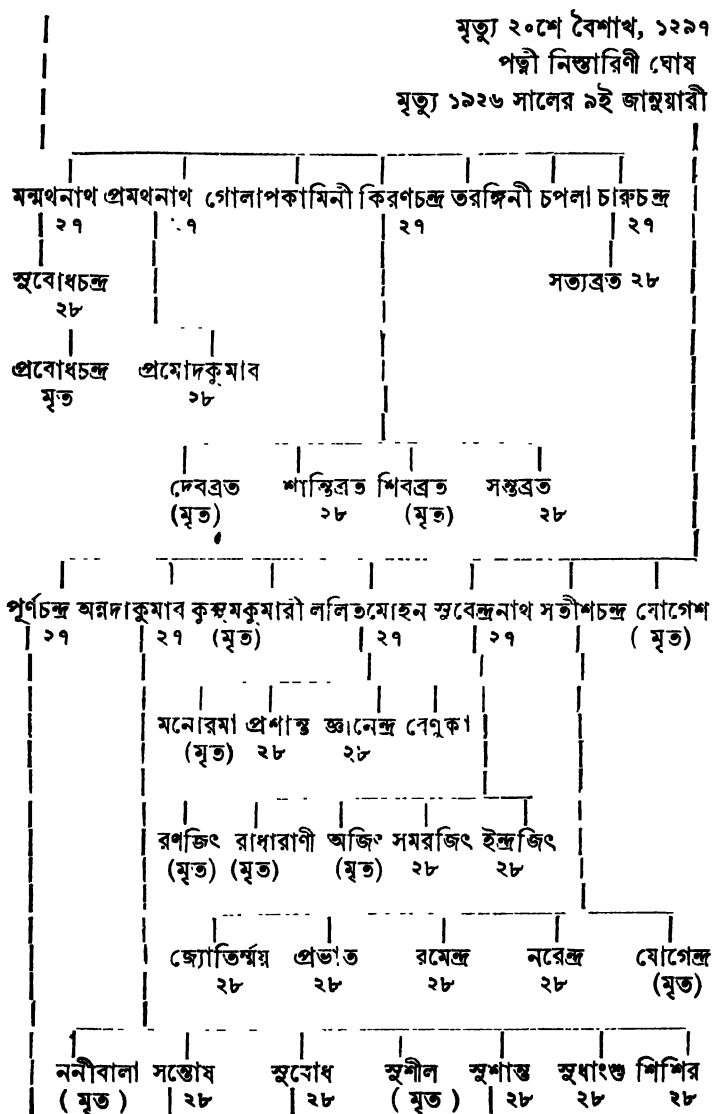 মৃত্যু ২০শে বৈশাখ, ১২৯৭
পত্নী নিস্তারিণী ঘোষ
মৃত্যু ১৯২৬ সালের ৯ই জানুয়ারী
মন্মথনাথ প্রমথনাথ গোলাপকামিনী কিরণচন্দ্র তরঙ্গিনী চপলা চারুচন্দ্র
২৭ ২৭ ২৭ ২৭
সুবোধচন্দ্র সত্যব্রত ২৮
২৮
প্রবোধচন্দ্র প্রমোদকুমাব
মৃত ২৮
দেবব্রত শান্তিব্রত শিবব্রত সন্তব্রত
(মৃত) ২৮ (মৃত) ২৮
পূর্ণচন্দ্র অন্নদাকুমাব কুসুমকুমারী ললিতমোহন সুবেন্দ্রনাথ সতীশচন্দ্র যোগেশ
২৭ ২৭ (মৃত) ২৭ ২৭ (মৃত)
মনোরমা প্রশান্ত জ্ঞানেন্দ্র বেণুকা
(মৃত) ২৮ ২৮
রণজিৎ রাধারাণী অজিৎ সমরজিৎ ইন্দ্রজিৎ
(মৃত) (মৃত) (মৃত) ২৮ ২৮
জ্যোতির্ম্ময় প্রভাত রমেন্দ্র নরেন্দ্র যোগেন্দ্র
২৮ ২৮ ২৮ ২৮ (মৃত)
ননীবালা সন্তোষ সুবোধ সুশীল সুশান্ত সুধাংশু শিশির
(মৃত) ২৮ ২৮ (মৃত) ২৮ ২৮ ২৮